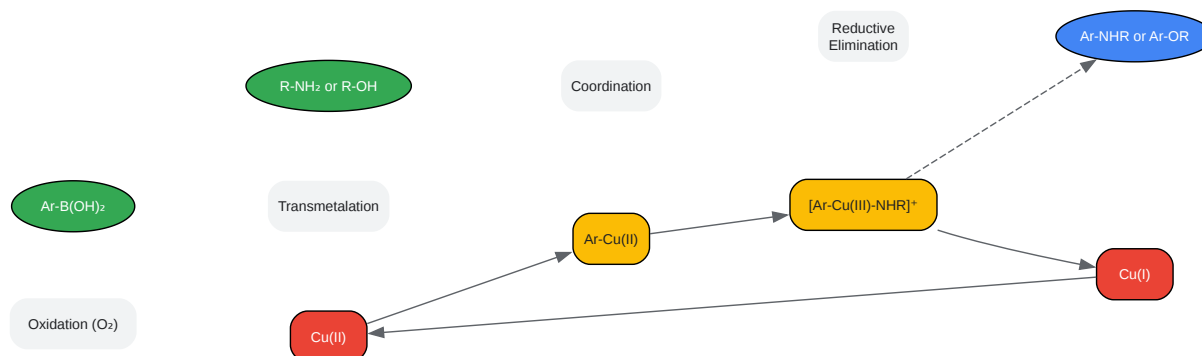 Reductive
Elimination
Ar-NHR or Ar-OR
R-NH₂ or R-OH
Coordination
Ar-B(OH)₂
Transmetalation
[Ar-Cu(III)-NHR]⁺
Ar-Cu(II)
Cu(I)
Oxidation (O₂)
Cu(II)